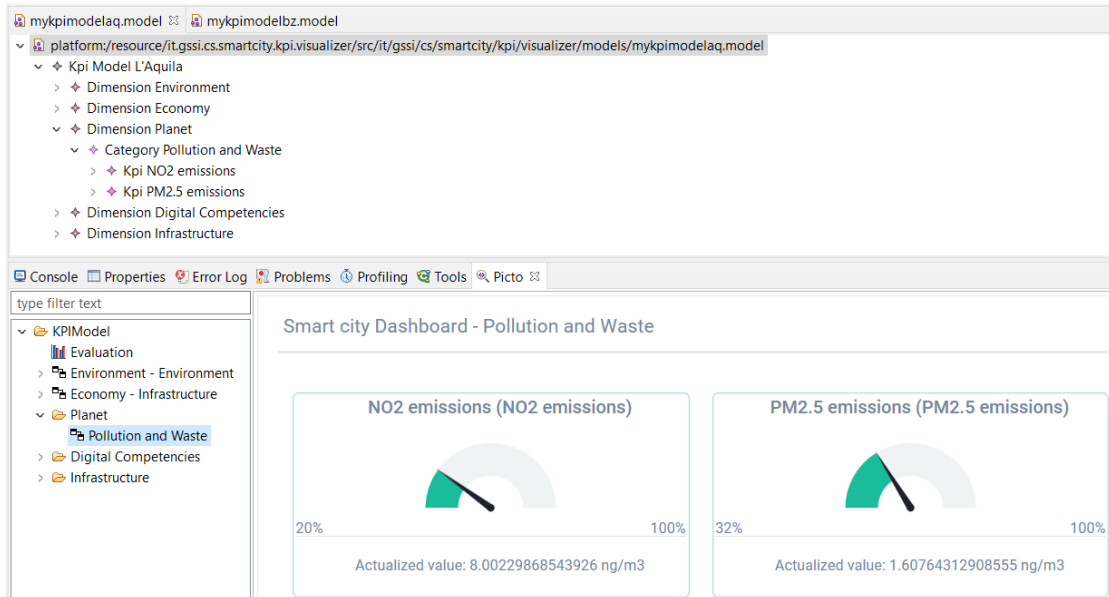 mykpimodelaq.model mykpimodelbz.model
platform:/resource/it.gssi.cs.smartcity.kpi.visualizer/src/it/gssi/cs/smartcity/kpi/visualizer/models/mykpimodelaq.model
Kpi Model L'Aquila
Dimension Environment
Dimension Economy
Dimension Planet
Category Pollution and Waste
Kpi NO2 emissions
Kpi PM2.5 emissions
Dimension Digital Competencies
Dimension Infrastructure
Console Properties Error Log Problems Profiling Tools Picto
type filter text
KPIModel
Evaluation
Environment - Environment
Economy - Infrastructure
Planet
Pollution and Waste
Digital Competencies
Infrastructure
Smart city Dashboard - Pollution and Waste
NO2 emissions (NO2 emissions)
20% 100%
Actualized value: 8.00229868543926 ng/m3
PM2.5 emissions (PM2.5 emissions)
32% 100%
Actualized value: 1.60764312908555 ng/m3